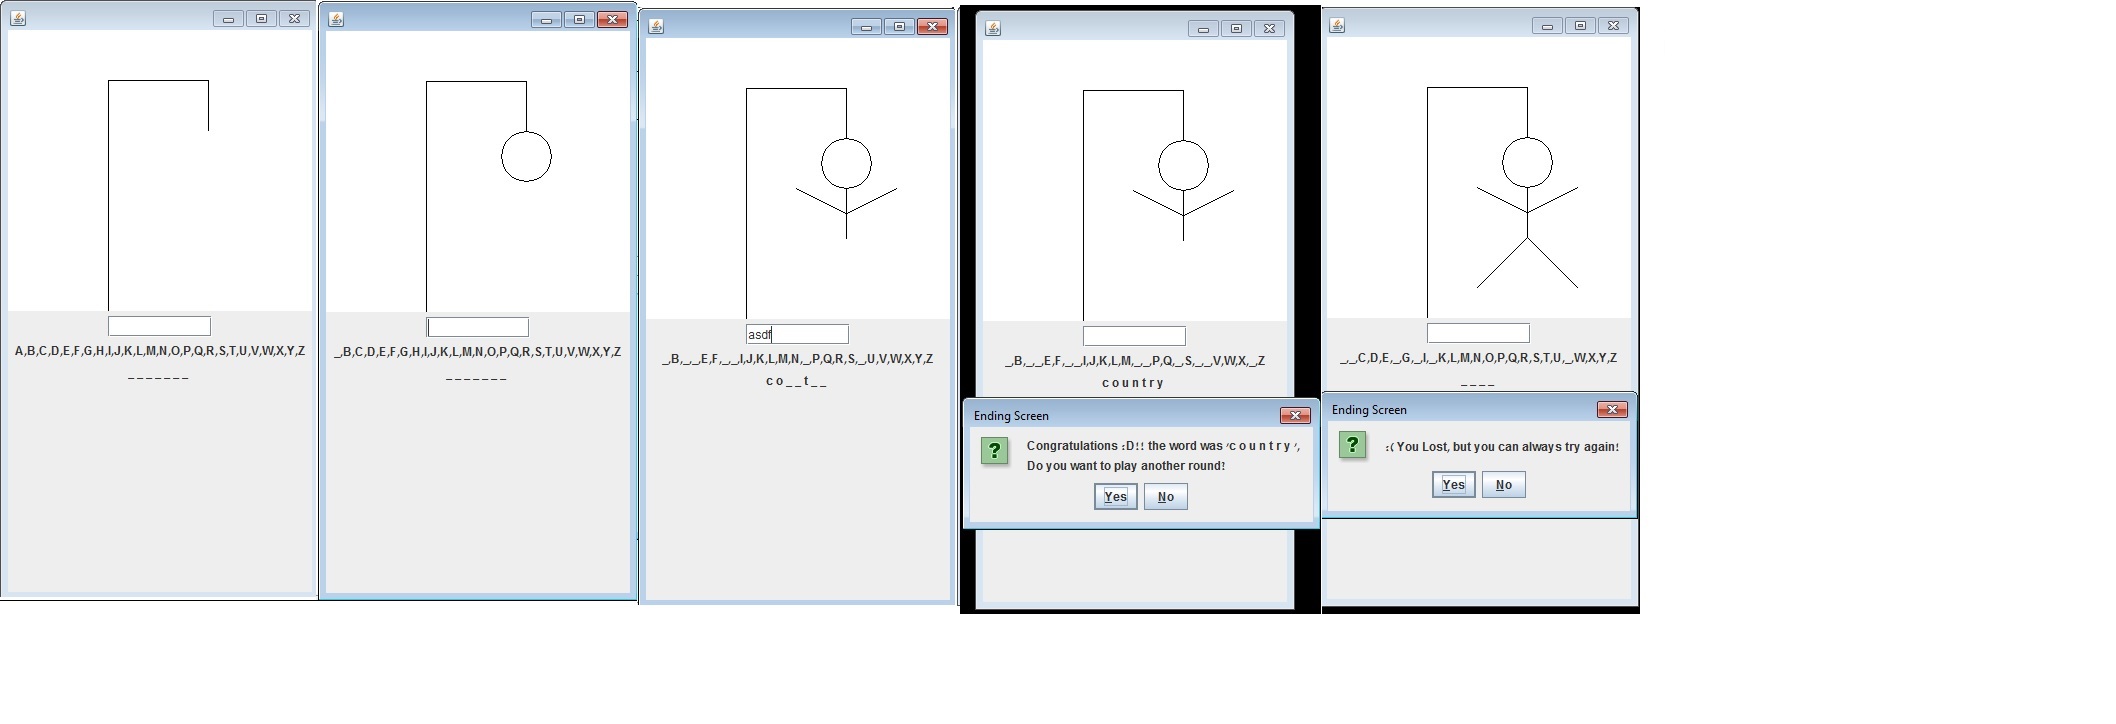 A,B,C,D,E,F,G,H,I,J,K,L,M,N,O,P,Q,R,S,T,U,V,W,X,Y,Z
_ _ _ _ _ _ _
_,B,C,D,E,F,G,H,I,J,K,L,M,N,O,P,Q,R,S,T,U,V,W,X,Y,Z
_ _ _ _ _ _ _
asdf
_,B,_,_,E,F,_,_,I,J,K,L,M,N,_,P,Q,R,S,_,U,V,W,X,Y,Z
c o _ _ t _ _
_,B,_,_,E,F,_,_,I,J,K,L,M,_,_,P,Q,_,S,_,_,V,W,X,_,Z
c o u n t r y
Ending Screen
?
Congratulations :D!! the word was 'c o u n t r y ',
Do you want to play another round!
Yes No
_,_,C,D,E,_,G,_,I,_,K,L,M,N,O,P,Q,R,S,T,U,_,W,X,Y,Z
_ _ _ _
Ending Screen
?
:( You Lost, but you can always try again!
Yes No